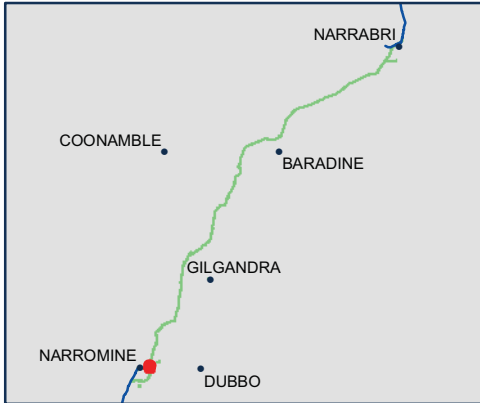 NARRABRI
COONAMBLE
BARADINE
GILGANDRA
NARROMINE
DUBBO